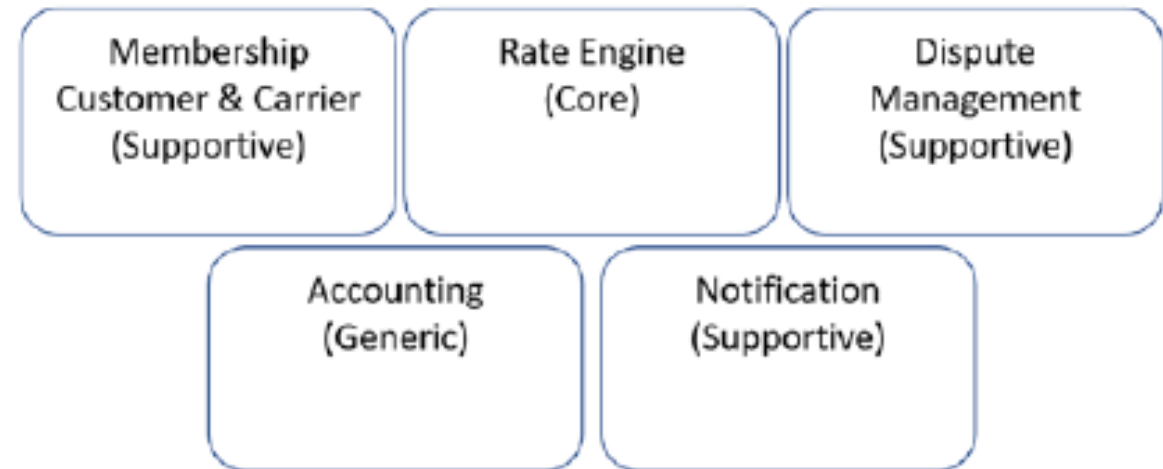 Membership
Customer & Carrier
(Supportive)
Rate Engine
(Core)
Dispute
Management
(Supportive)
Accounting
(Generic)
Notification
(Supportive)